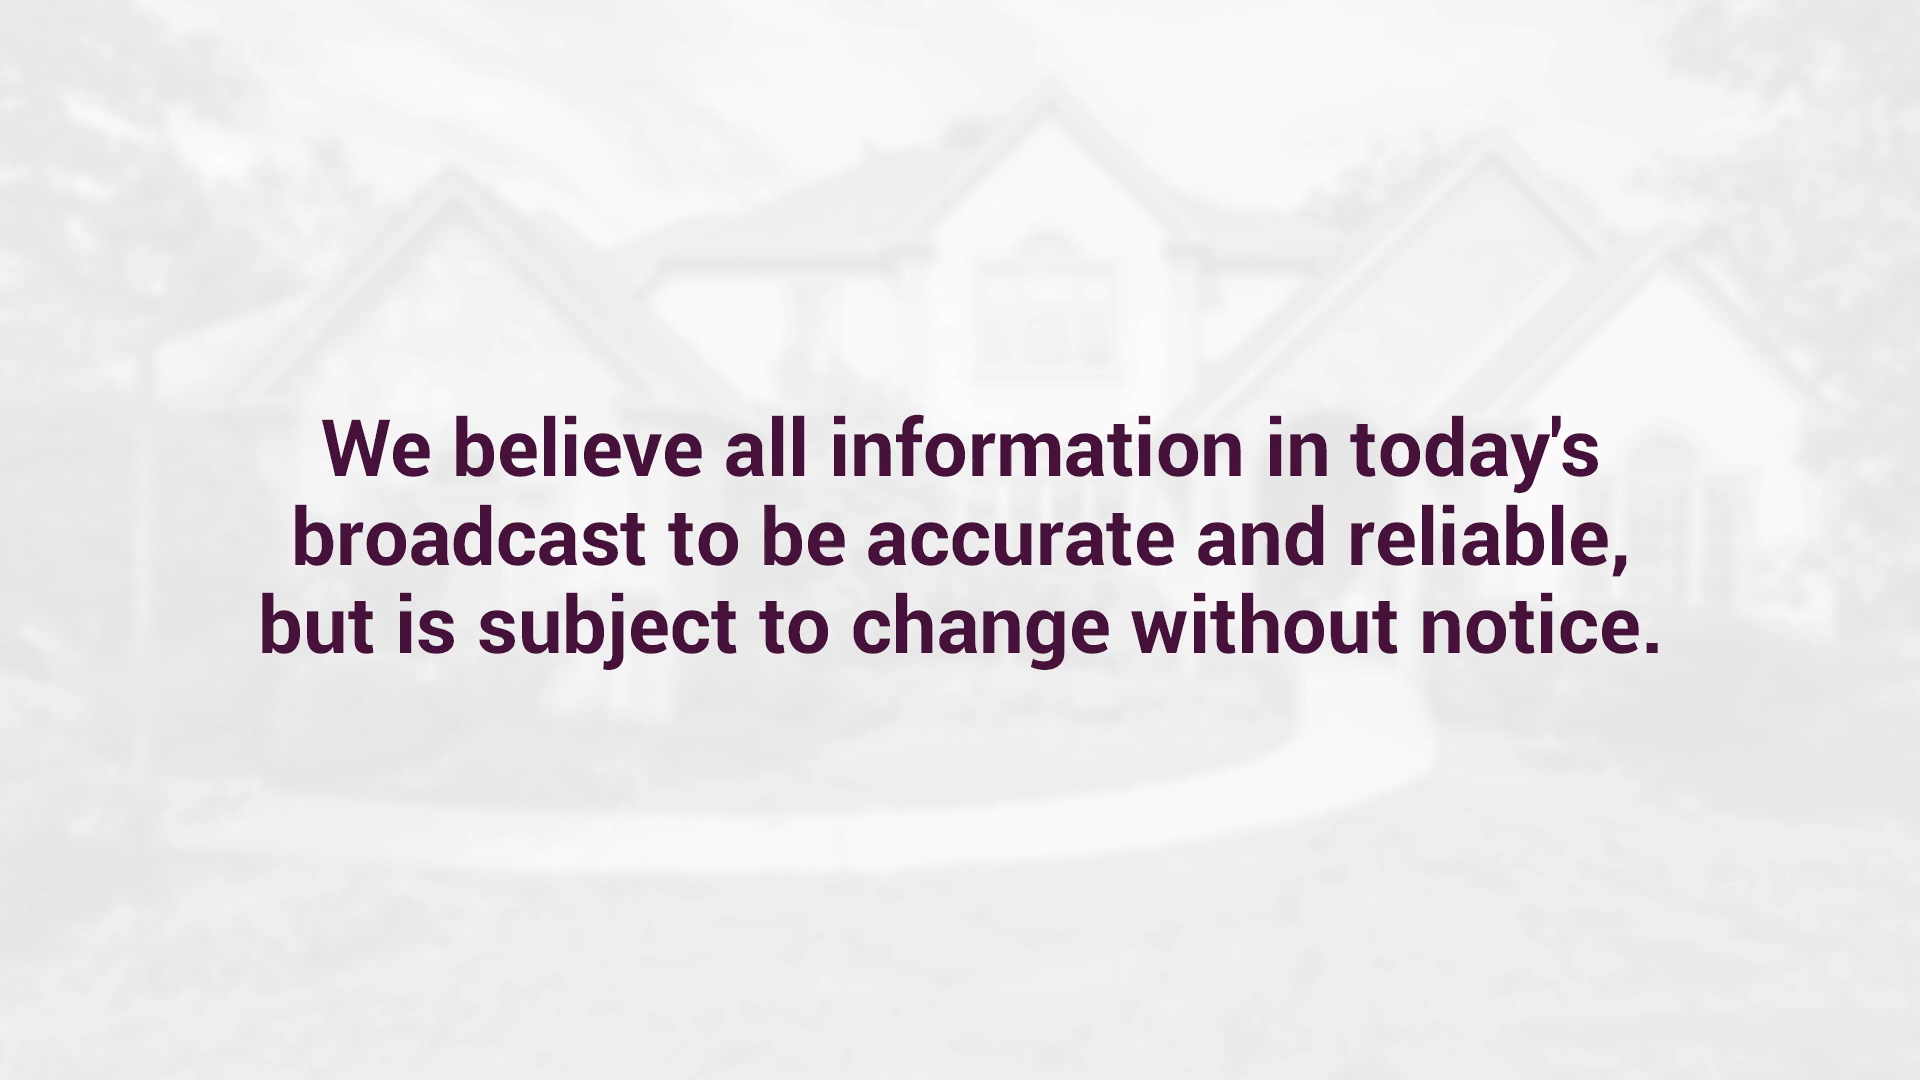 We believe all information in today's
broadcast to be accurate and reliable,
but is subject to change without notice.